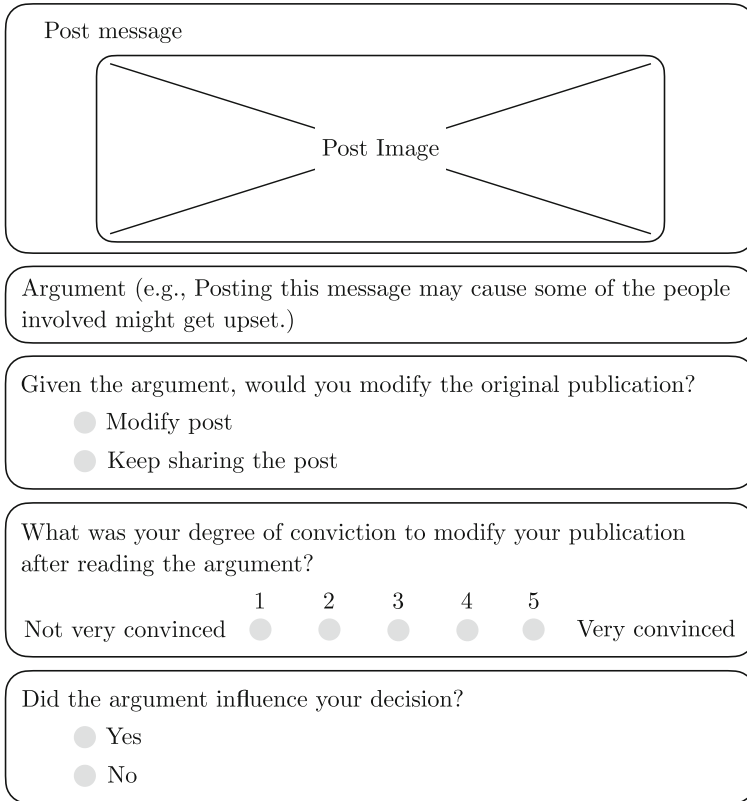 Post message
Post Image
Argument (e.g., Posting this message may cause some of the people
involved might get upset.)
Given the argument, would you modify the original publication?
Modify post
Keep sharing the post
What was your degree of conviction to modify your publication
after reading the argument?
1 2 3 4 5
Not very convinced Very convinced
Did the argument influence your decision?
Yes
No